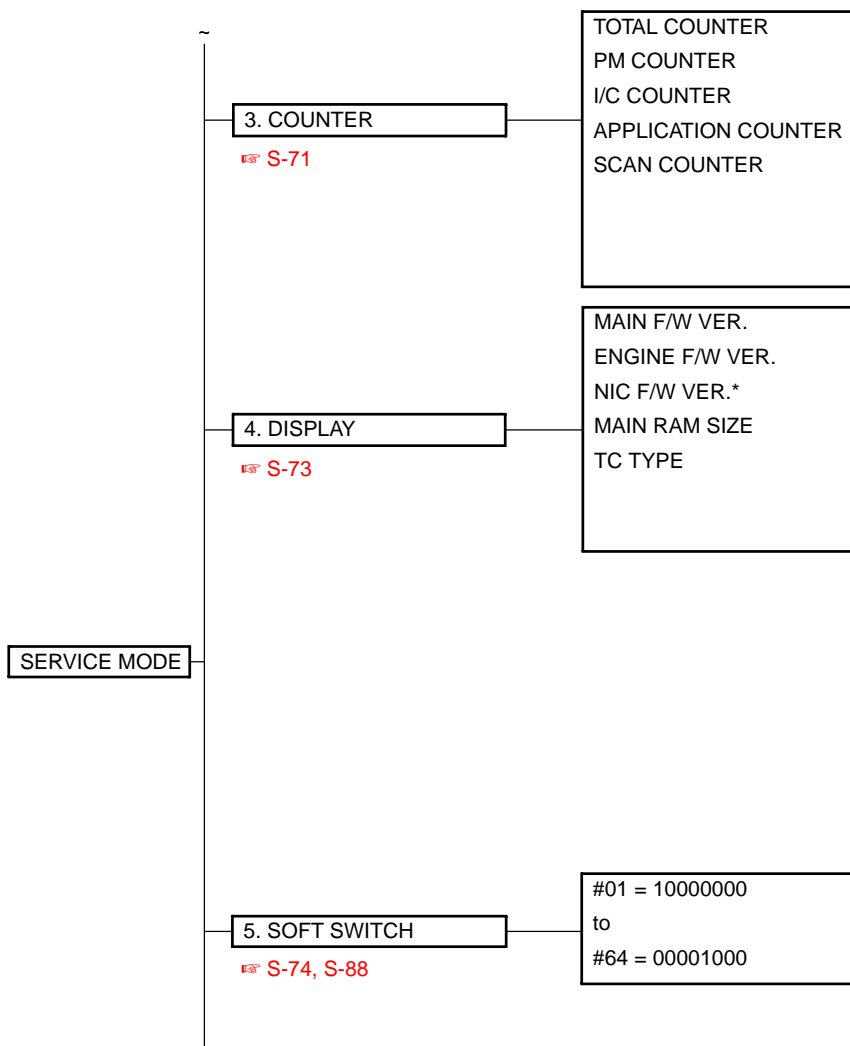 ~
TOTAL COUNTER
PM COUNTER
I/C COUNTER
APPLICATION COUNTER
SCAN COUNTER
3. COUNTER
☞ S-71
MAIN F/W VER.
ENGINE F/W VER.
NIC F/W VER.*
MAIN RAM SIZE
TC TYPE
4. DISPLAY
☞ S-73
SERVICE MODE
#01 = 10000000
to
#64 = 00001000
5. SOFT SWITCH
☞ S-74, S-88